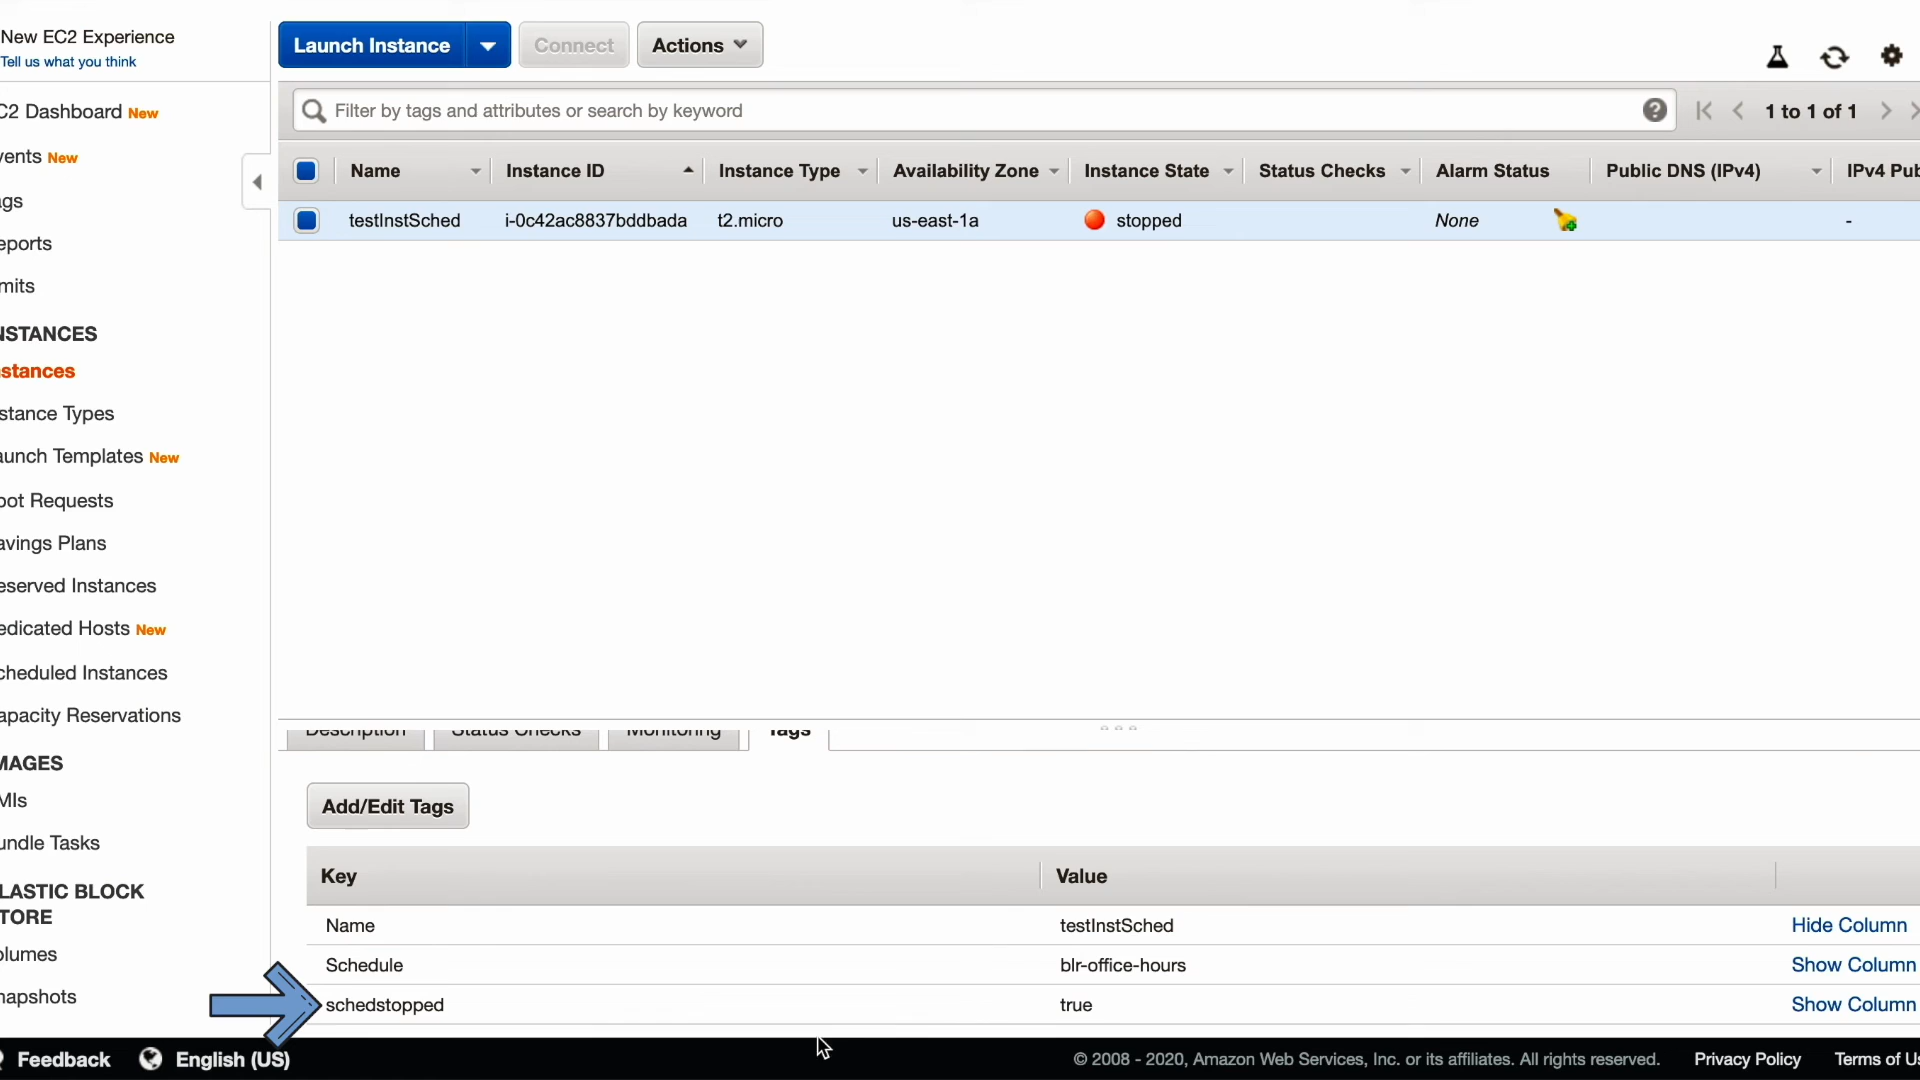 New EC2 Experience
Tell us what you think
Launch Instance
Connect
Actions
C2 Dashboard New
Filter by tags and attributes or search by keyword
1 to 1 of 1
vents New
Name Instance ID Instance Type Availability Zone Instance State Status Checks Alarm Status Public DNS (IPv4) IPv4 Pub
gs
testInstSched i-0c42ac8837bddbada t2.micro us-east-1a stopped None -
eports
mits
NSTANCES
stances
stance Types
aunch Templates New
pot Requests
avings Plans
eserved Instances
edicated Hosts New
cheduled Instances
apacity Reservations
Description Status Checks Monitoring Tags
MAGES
MIs
Add/Edit Tags
undle Tasks
Key Value
LASTIC BLOCK
TORE
Name testInstSched Hide Column
olumes
Schedule blr-office-hours Show Column
napshots
schedstopped true Show Column
Feedback English (US) © 2008 - 2020, Amazon Web Services, Inc. or its affiliates. All rights reserved. Privacy Policy Terms of Us